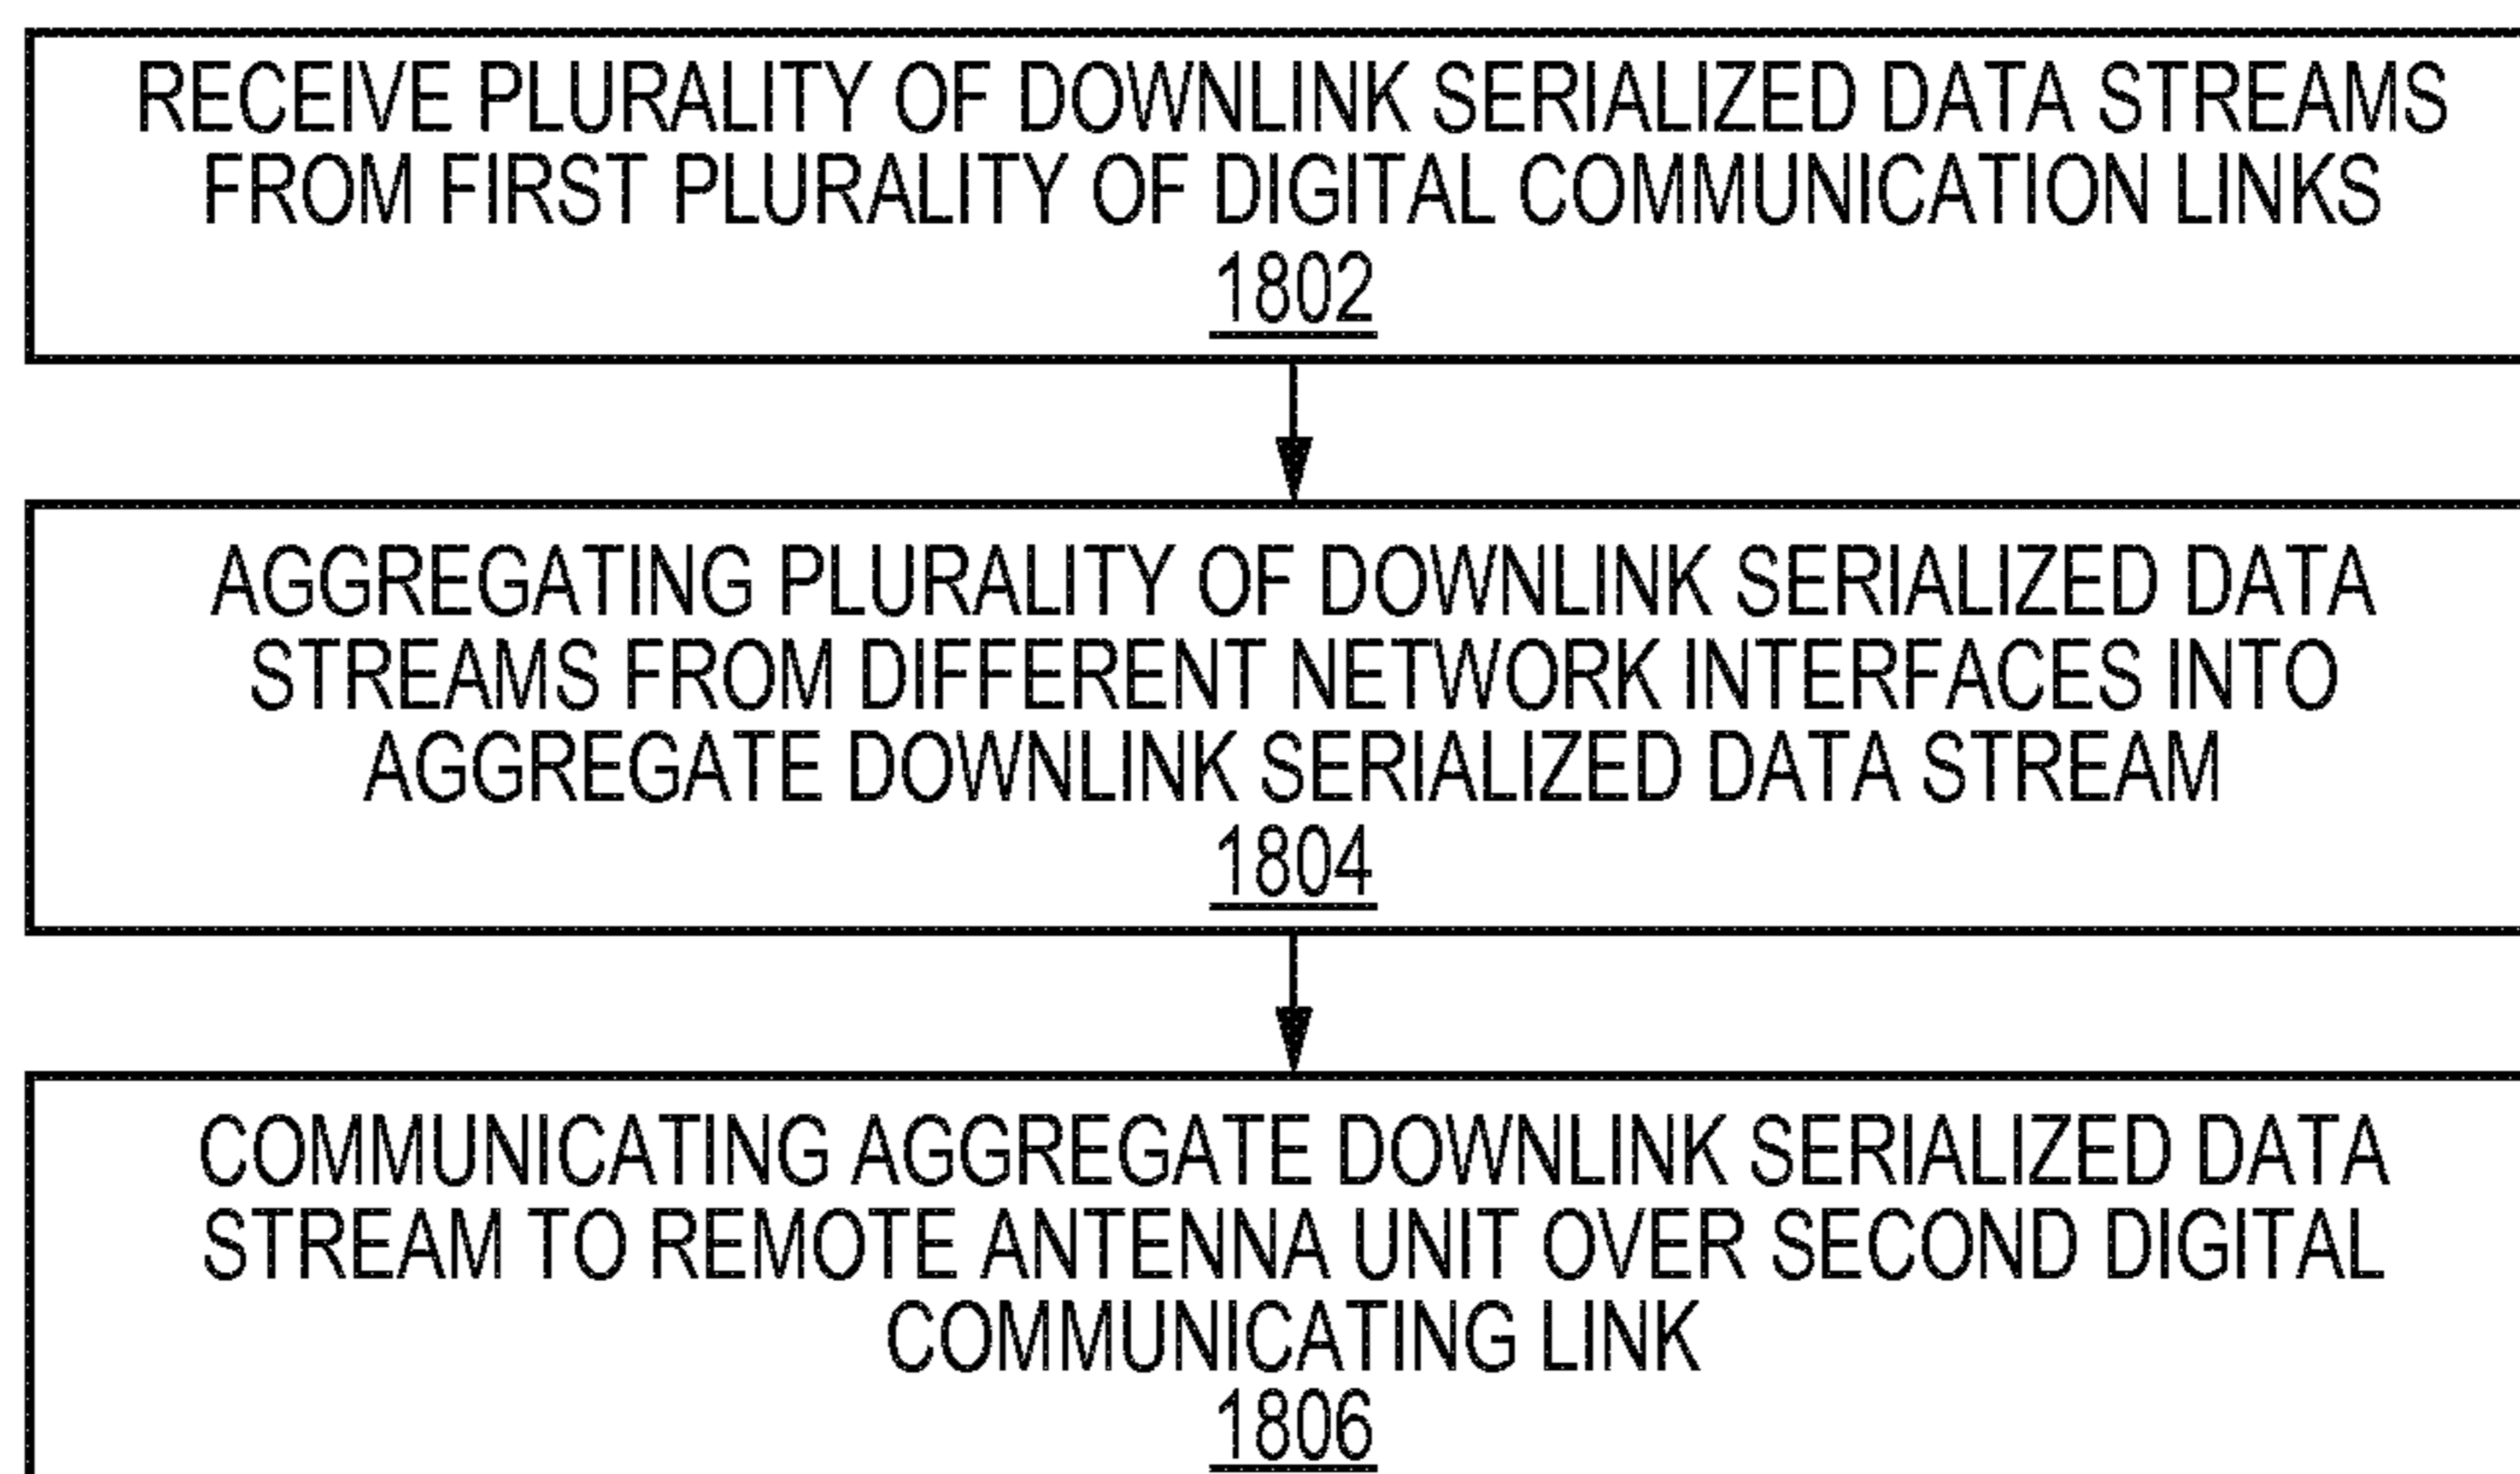 RECEIVE PLURALITY OF DOWNLINK SERIALIZED DATA STREAMS
FROM FIRST PLURALITY OF DIGITAL COMMUNICATION LINKS
1802
AGGREGATING PLURALITY OF DOWNLINK SERIALIZED DATA
STREAMS FROM DIFFERENT NETWORK INTERFACES INTO
AGGREGATE DOWNLINK SERIALIZED DATA STREAM
1804
COMMUNICATING AGGREGATE DOWNLINK SERIALIZED DATA
STREAM TO REMOTE ANTENNA UNIT OVER SECOND DIGITAL
COMMUNICATING LINK
1806